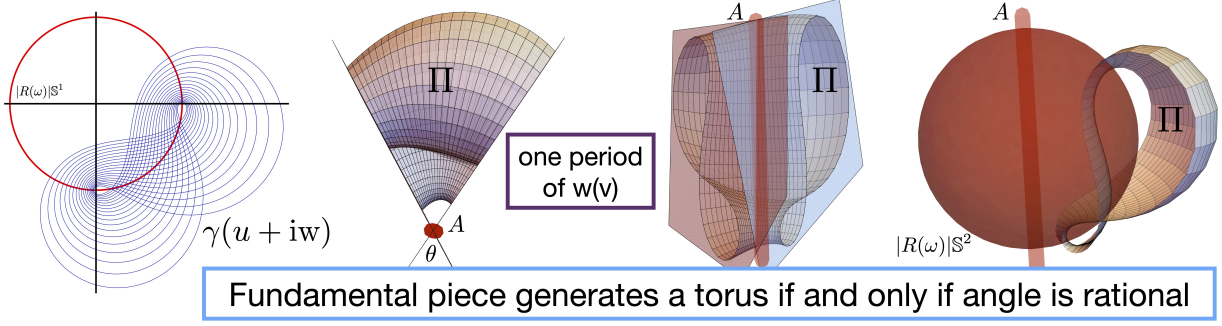 |R(ω)|𝕊¹
γ(u + iw)
Π
A
θ
one period
of w(v)
A
Π
A
Π
|R(ω)|𝕊²
Fundamental piece generates a torus if and only if angle is rational